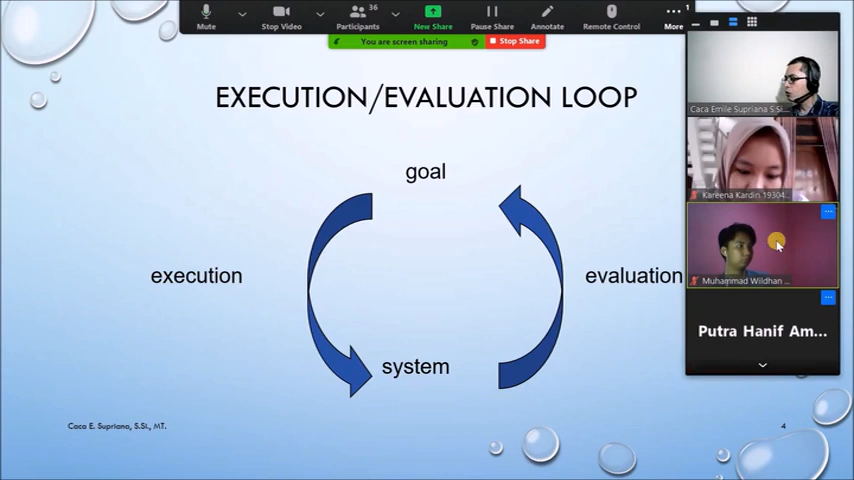 36
1
Mute
Stop Video
Participants
New Share
Pause Share
Annotate
Remote Control
More
You are screen sharing
Stop Share
EXECUTION/EVALUATION LOOP
goal
execution
evaluation
system
Caca E. Supriana, S.Si., MT.
4
Caca Emile Supriana S.Si...
Kareena Kardin 19304...
Muhammad Wildhan ...
Putra Hanif Am...